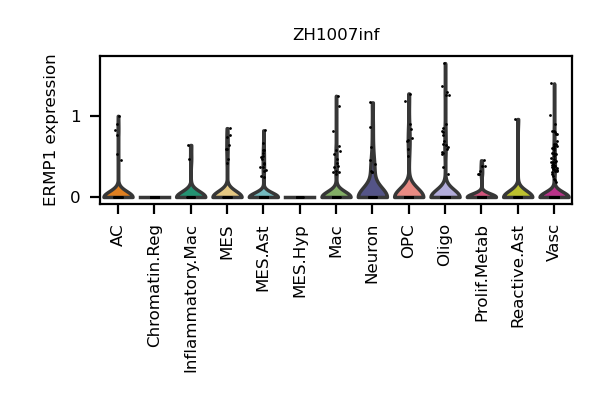 ZH1007inf
ERMP1 expression
1
0
AC
Chromatin.Reg
Inflammatory.Mac
MES
MES.Ast
MES.Hyp
Mac
Neuron
OPC
Oligo
Prolif.Metab
Reactive.Ast
Vasc